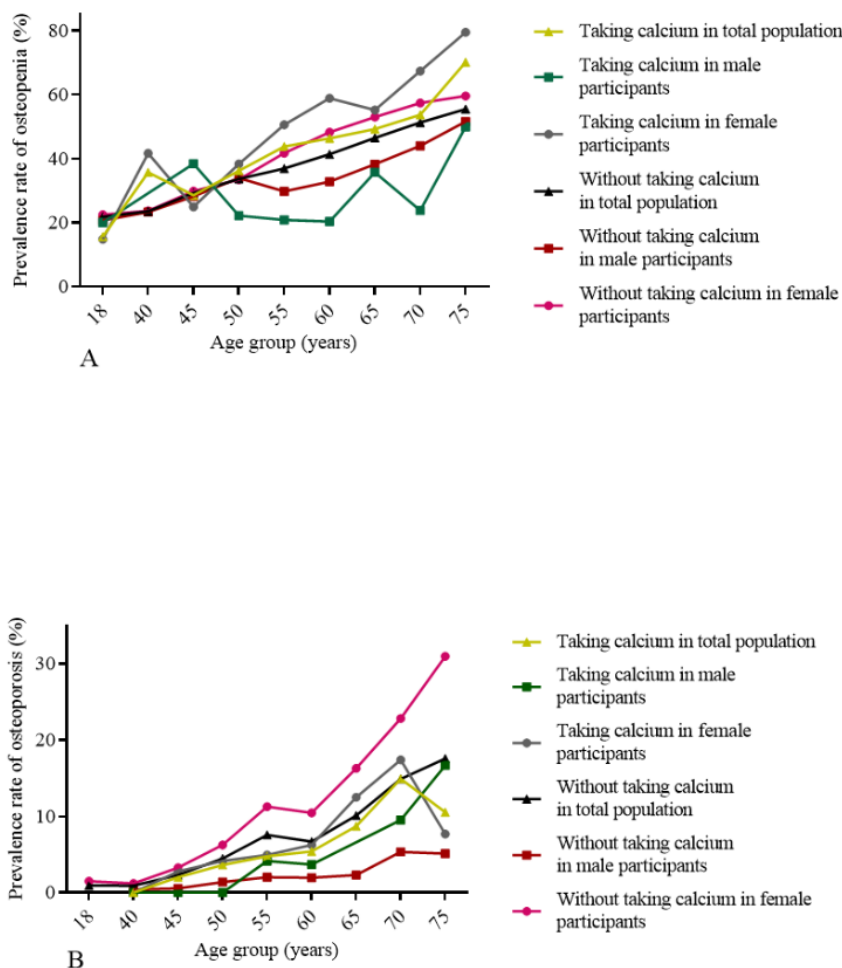 Prevalence rate of osteopenia (%)
80
60
40
20
0
18
40
45
50
55
60
65
70
75
Age group (years)
A
Taking calcium in total population
Taking calcium in male
participants
Taking calcium in female
participants
Without taking calcium
in total population
Without taking calcium
in male participants
Without taking calcium in female
participants
Prevalence rate of osteoporosis (%)
30
20
10
0
18
40
45
50
55
60
65
70
75
Age group (years)
B
Taking calcium in total population
Taking calcium in male
participants
Taking calcium in female
participants
Without taking calcium
in total population
Without taking calcium
in male participants
Without taking calcium in female
participants